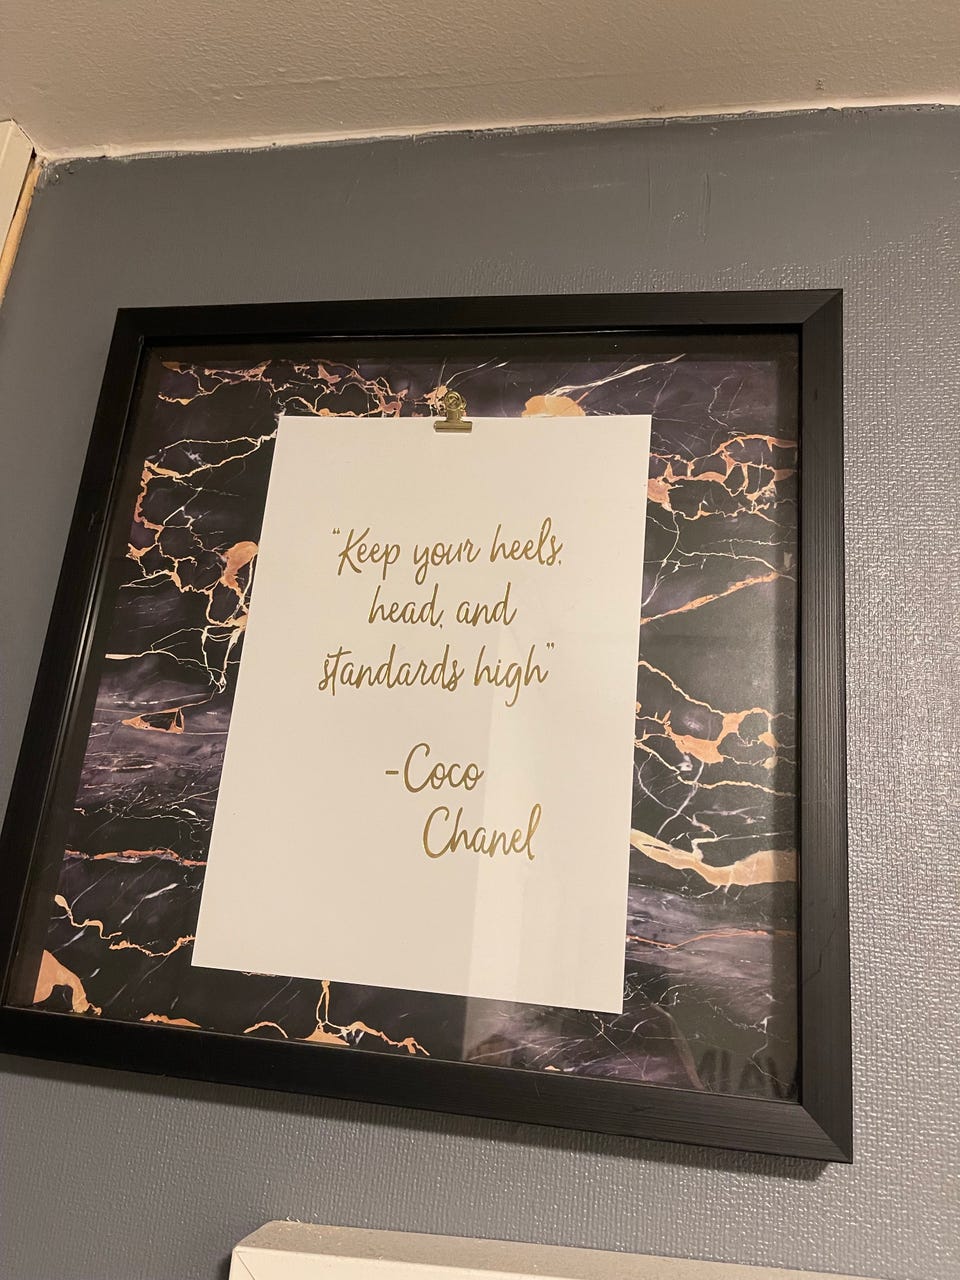 "Keep your heels,
head, and
standards high"
-Coco
Chanel